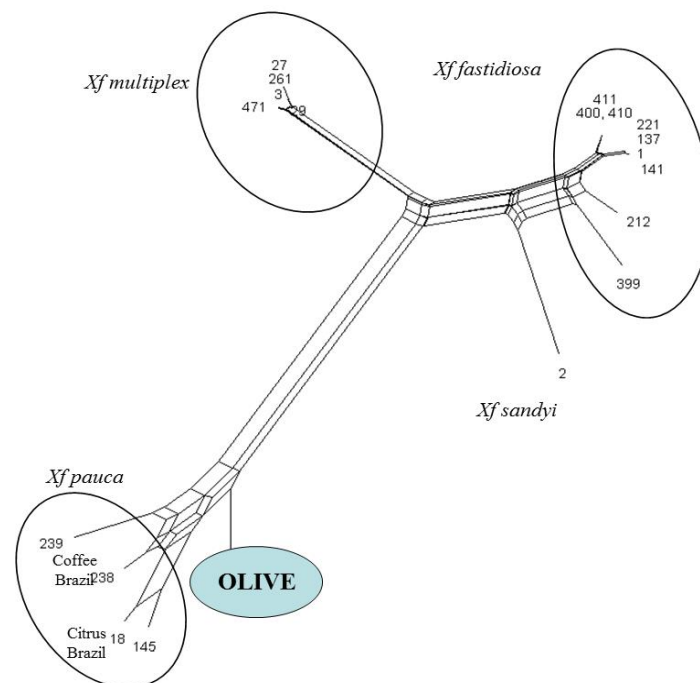 Xf multiplex
27
261
3
29
471
Xf fastidiosa
411
400, 410
221
137
1
141
212
399
2
Xf sandyi
Xf pauca
239
Coffee
Brazil 238
OLIVE
Citrus 18
Brazil
145